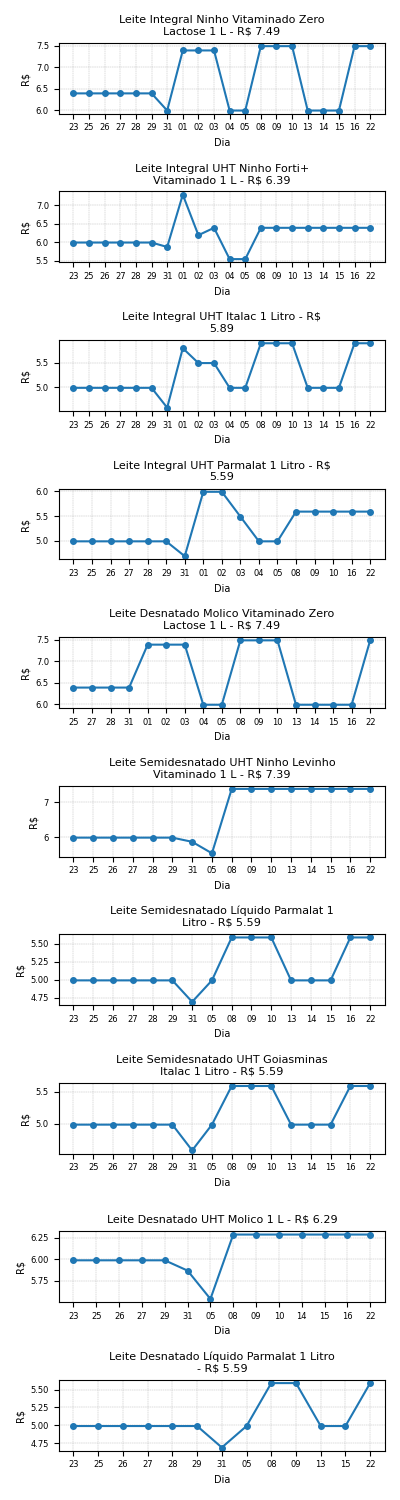 Leite Integral Ninho Vitaminado Zero
Lactose 1 L - R$ 7.49
7.5
7.0
6.5
6.0
R$
23 25 26 27 28 29 31 01 02 03 04 05 08 09 10 13 14 15 16 22
Dia
Leite Integral UHT Ninho Forti+
Vitaminado 1 L - R$ 6.39
7.0
6.5
6.0
5.5
R$
23 25 26 27 28 29 31 01 02 03 04 05 08 09 10 13 14 15 16 22
Dia
Leite Integral UHT Italac 1 Litro - R$
5.89
5.5
5.0
R$
23 25 26 27 28 29 31 01 02 03 04 05 08 09 10 13 14 15 16 22
Dia
Leite Integral UHT Parmalat 1 Litro - R$
5.59
6.0
5.5
5.0
R$
23 25 26 27 28 29 31 01 02 03 04 05 08 09 10 16 22
Dia
Leite Desnatado Molico Vitaminado Zero
Lactose 1 L - R$ 7.49
7.5
7.0
6.5
6.0
R$
25 27 28 31 01 02 03 04 05 08 09 10 13 14 15 16 22
Dia
Leite Semidesnatado UHT Ninho Levinho
Vitaminado 1 L - R$ 7.39
7
6
R$
23 25 26 27 28 29 31 05 08 09 10 13 14 15 16 22
Dia
Leite Semidesnatado Líquido Parmalat 1
Litro - R$ 5.59
5.50
5.25
5.00
4.75
R$
23 25 26 27 28 29 31 05 08 09 10 13 14 15 16 22
Dia
Leite Semidesnatado UHT Goiasminas
Italac 1 Litro - R$ 5.59
5.5
5.0
R$
23 25 26 27 28 29 31 05 08 09 10 13 14 15 16 22
Dia
Leite Desnatado UHT Molico 1 L - R$ 6.29
6.25
6.00
5.75
R$
23 25 26 27 29 31 05 08 09 10 14 15 16 22
Dia
Leite Desnatado Líquido Parmalat 1 Litro
- R$ 5.59
5.50
5.25
5.00
4.75
R$
23 25 26 27 28 29 31 05 08 09 13 15 22
Dia